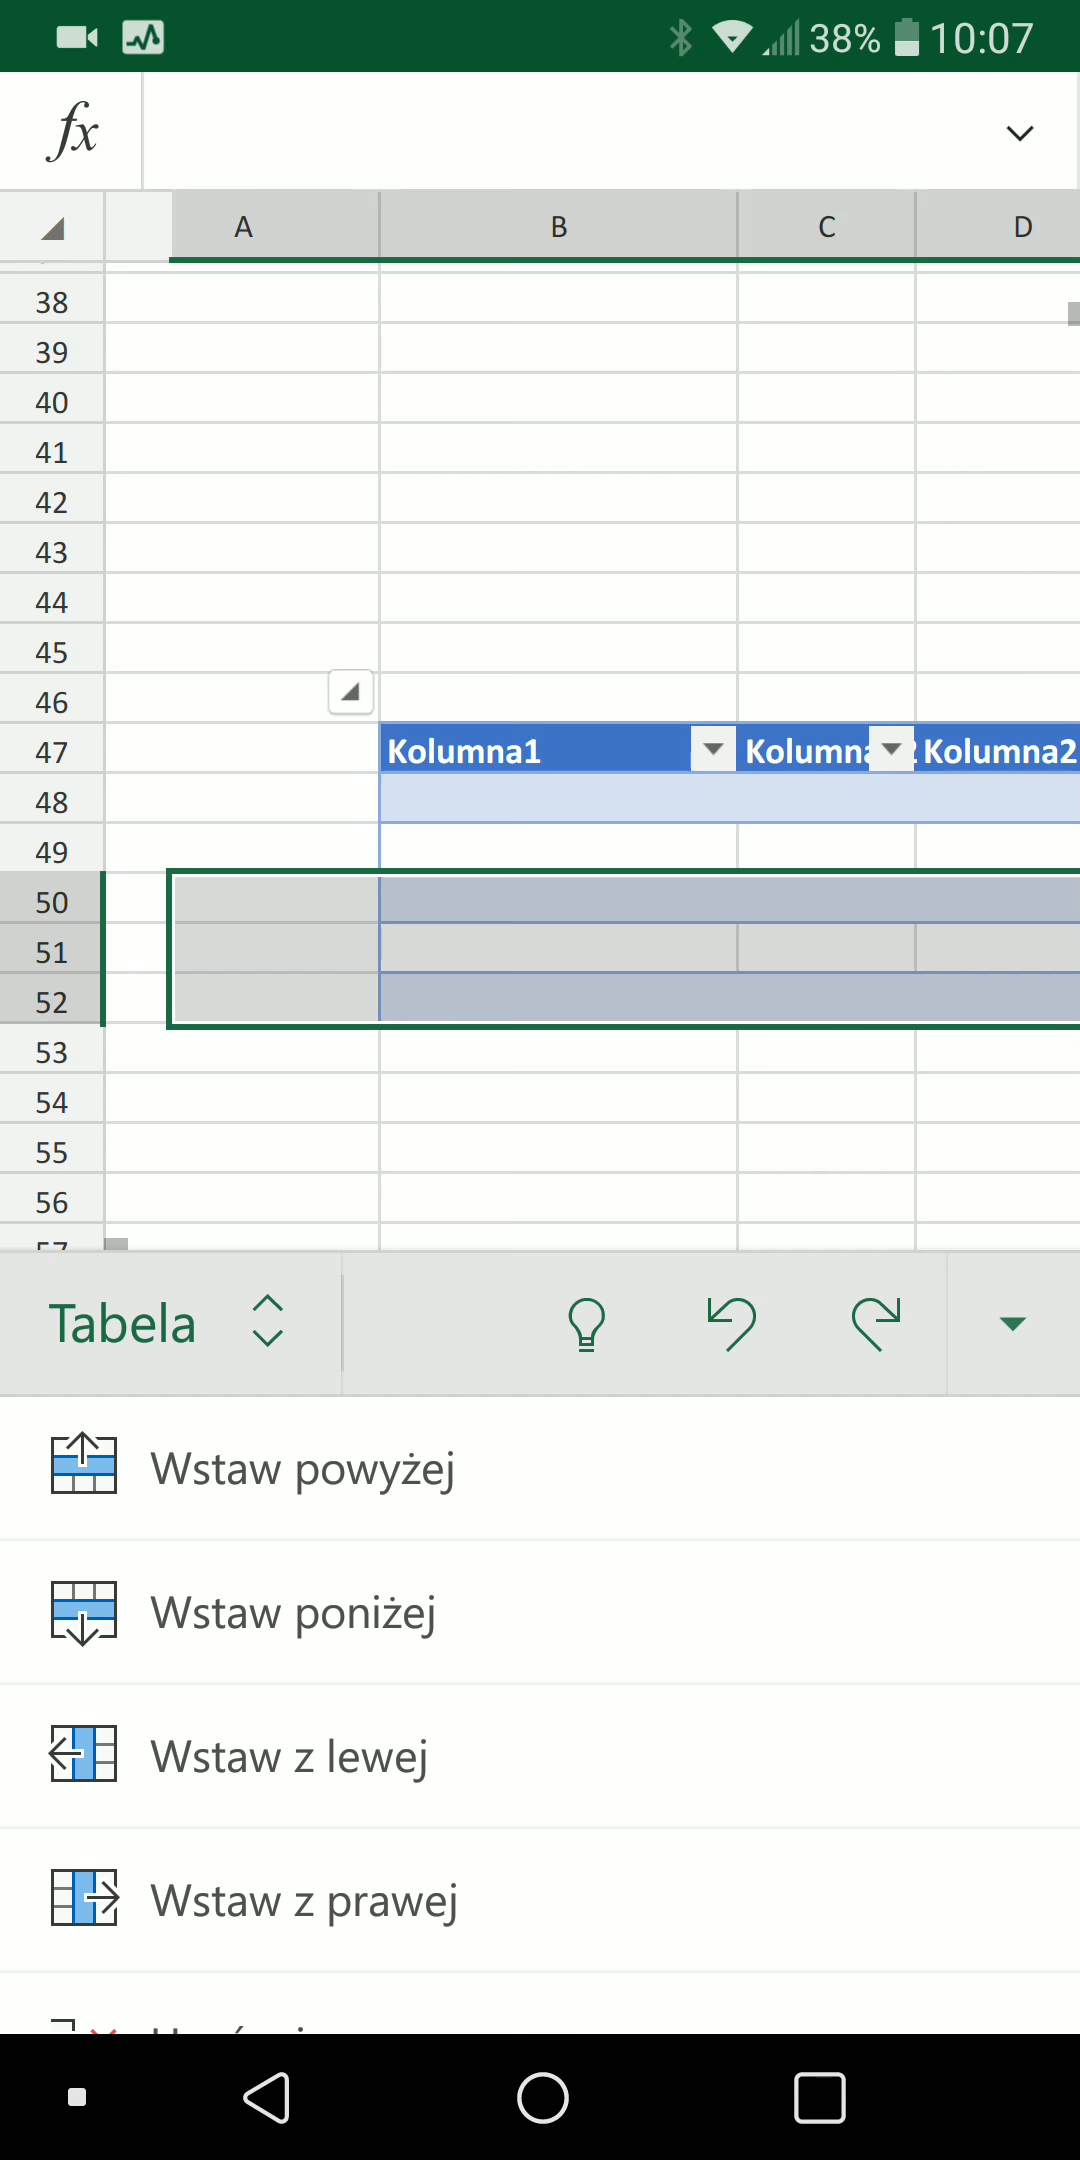 38% 10:07
fx
A B C D
38
39
40
41
42
43
44
45
46
47 Kolumna1 Kolumna2
48
49
50
51
52
53
54
55
56
57
Tabela
Wstaw powyżej
Wstaw poniżej
Wstaw z lewej
Wstaw z prawej